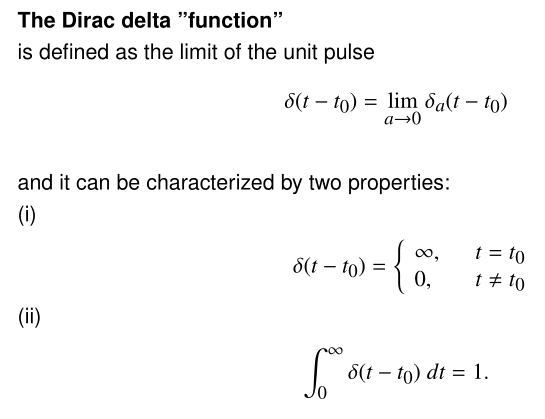 The Dirac delta ”function”
is defined as the limit of the unit pulse
δ(t − t₀) = lim δₐ(t − t₀)
a→0
and it can be characterized by two properties:
(i)
δ(t − t₀) = { ∞, t = t₀
0, t ≠ t₀
(ii)
∫₀^∞ δ(t − t₀) dt = 1.